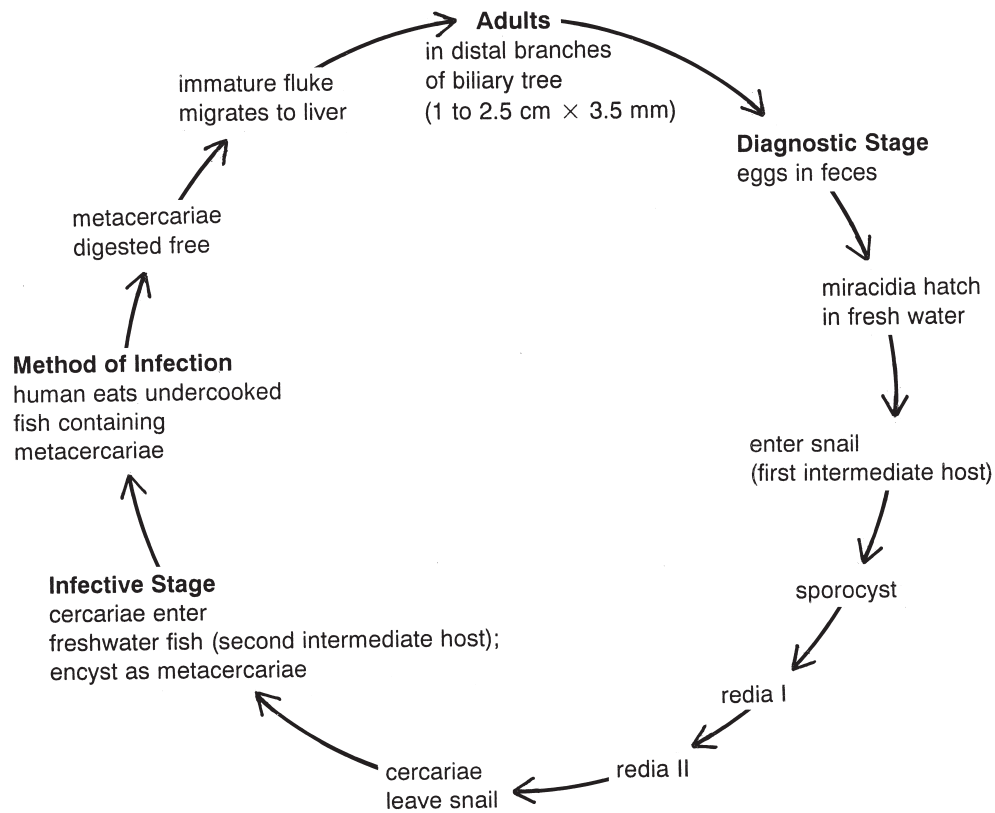 Adults
in distal branches
of biliary tree
(1 to 2.5 cm × 3.5 mm)
Diagnostic Stage
eggs in feces
miracidia hatch
in fresh water
enter snail
(first intermediate host)
sporocyst
redia I
redia II
cercariae
leave snail
Infective Stage
cercariae enter
freshwater fish (second intermediate host);
encyst as metacercariae
Method of Infection
human eats undercooked
fish containing
metacercariae
metacercariae
digested free
immature fluke
migrates to liver